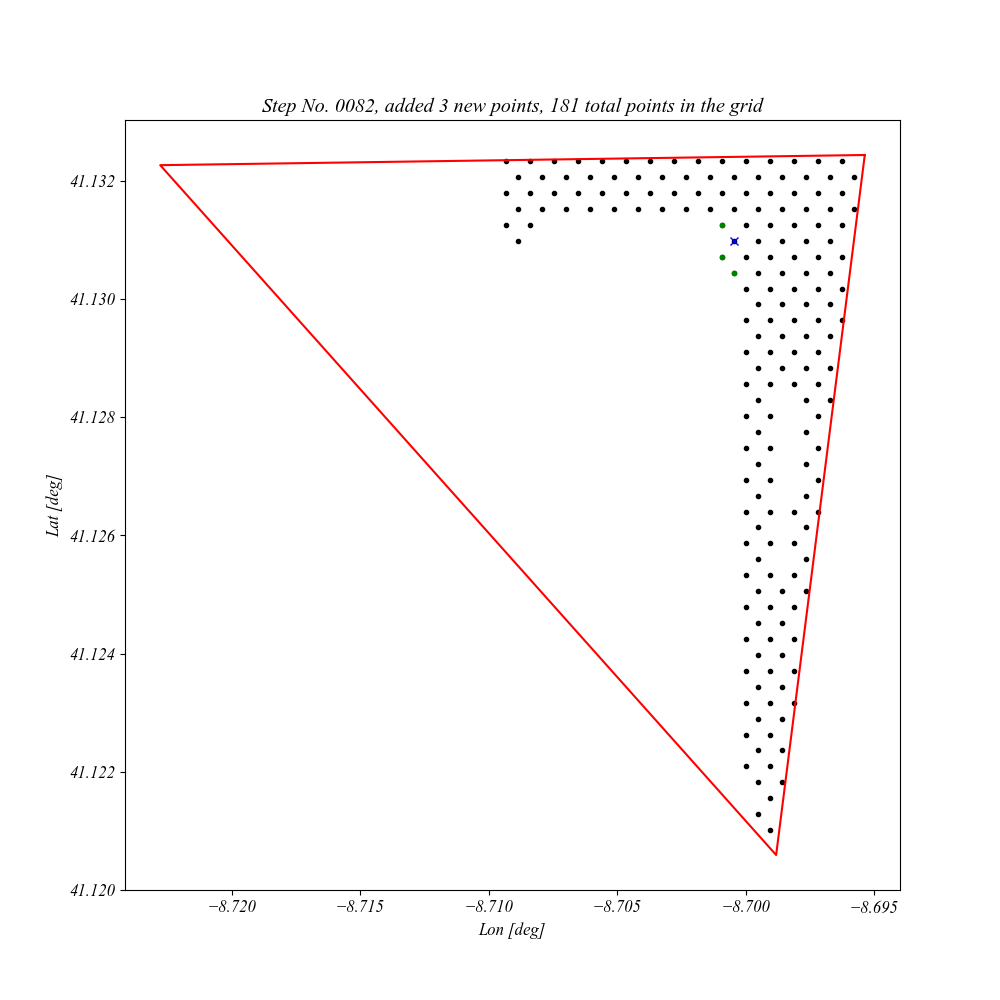 Step No. 0082, added 3 new points, 181 total points in the grid
41.132
41.130
41.128
41.126
41.124
41.122
41.120
Lat [deg]
−8.720 −8.715 −8.710 −8.705 −8.700 −8.695
Lon [deg]